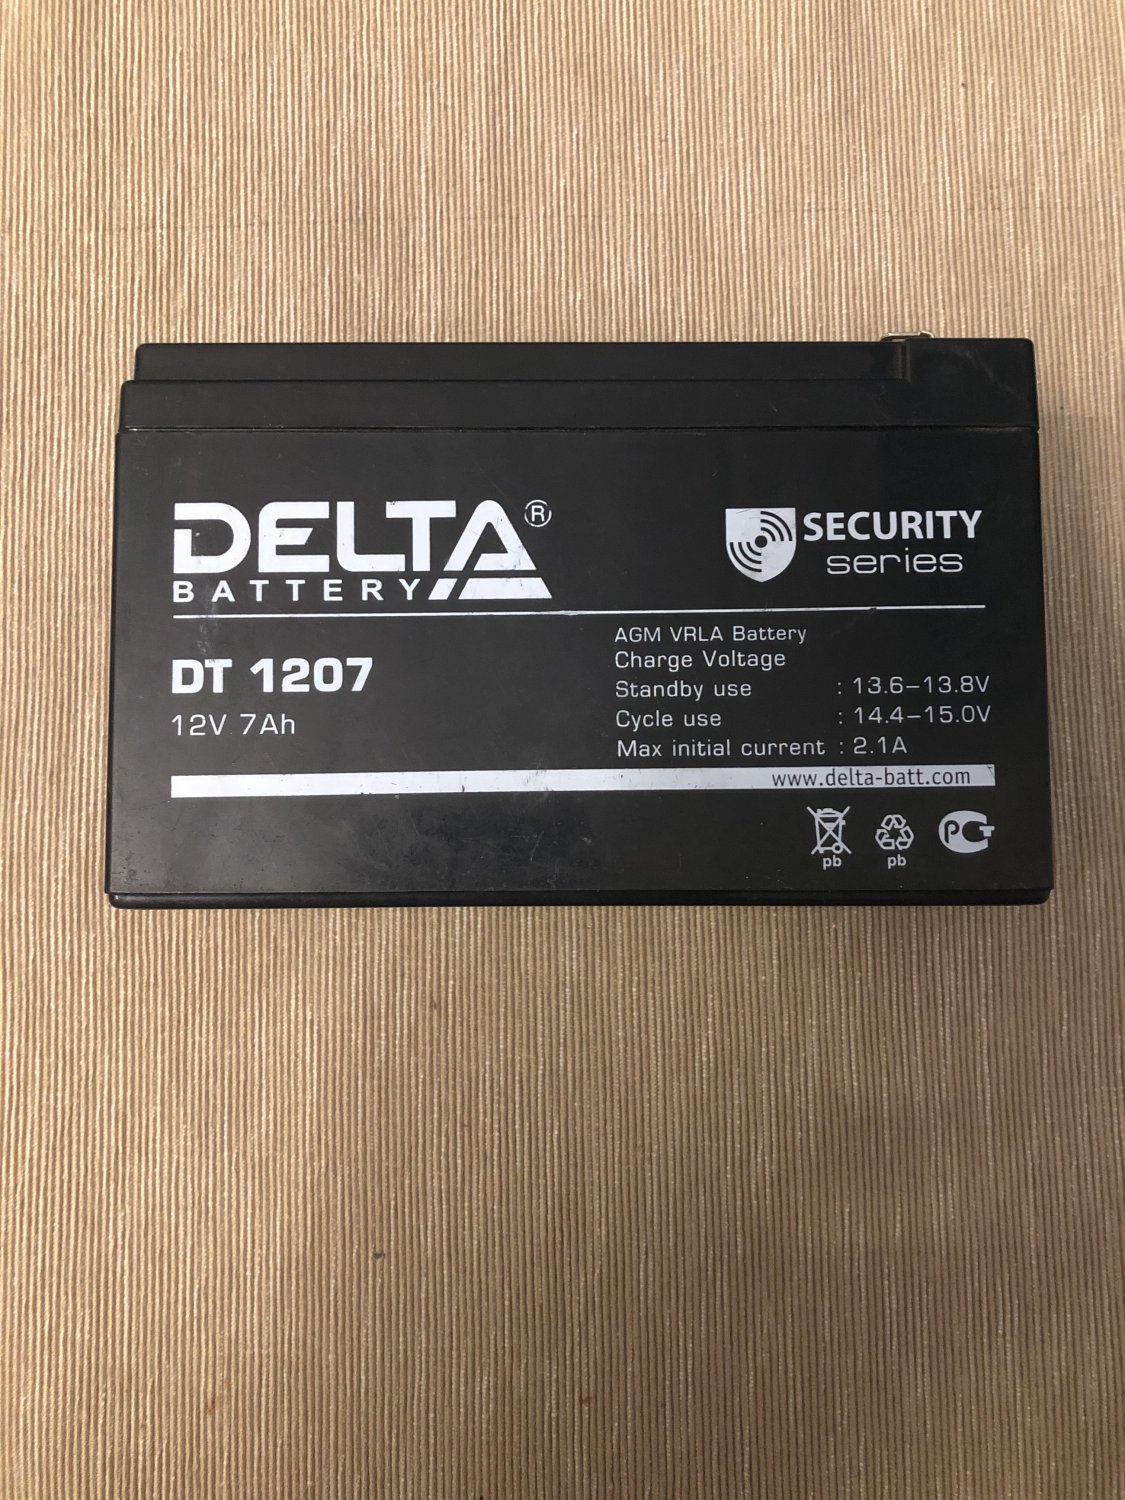 DELTA®
BATTERY
SECURITY
series
DT 1207
12V 7Ah
AGM VRLA Battery
Charge Voltage
Standby use : 13.6–13.8V
Cycle use : 14.4–15.0V
Max initial current : 2.1A
www.delta-batt.com
pb
pb
РСТ